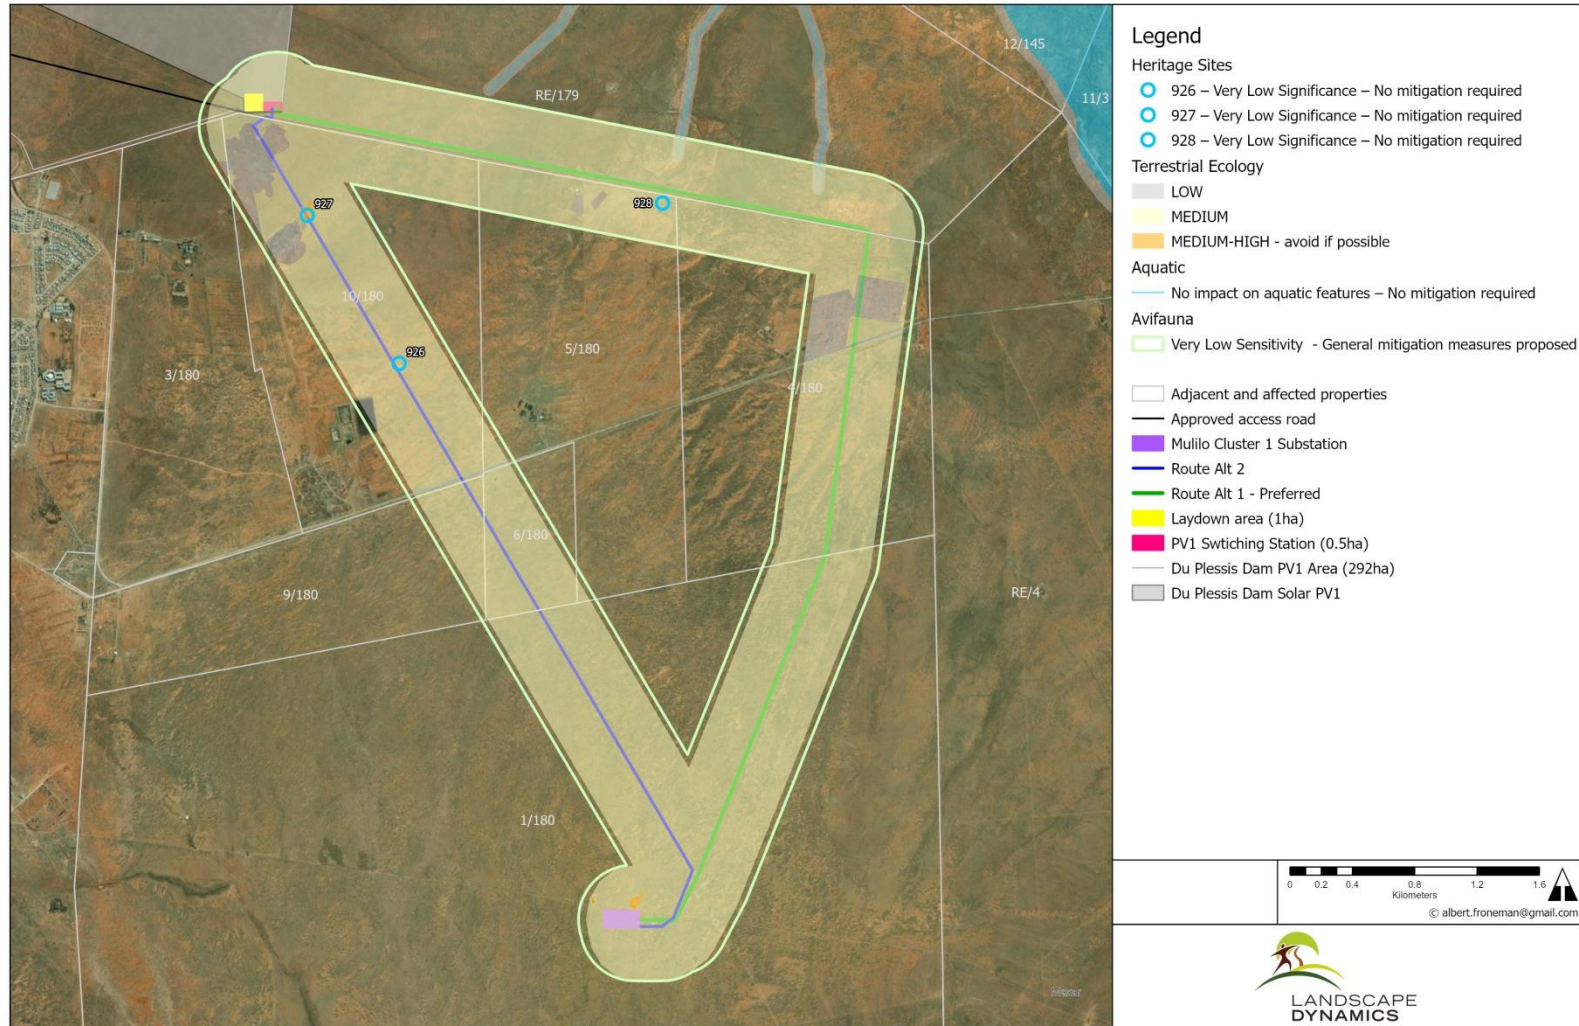 12/145
11/3
RE/179
927
928
10/180
926
5/180
3/180
4/180
6/180
9/180
RE/4
1/180
Maxar
Legend
Heritage Sites
926 – Very Low Significance – No mitigation required
927 – Very Low Significance – No mitigation required
928 – Very Low Significance – No mitigation required
Terrestrial Ecology
LOW
MEDIUM
MEDIUM-HIGH - avoid if possible
Aquatic
No impact on aquatic features – No mitigation required
Avifauna
Very Low Sensitivity - General mitigation measures proposed
Adjacent and affected properties
Approved access road
Mulilo Cluster 1 Substation
Route Alt 2
Route Alt 1 - Preferred
Laydown area (1ha)
PV1 Swtiching Station (0.5ha)
Du Plessis Dam PV1 Area (292ha)
Du Plessis Dam Solar PV1
0 0.2 0.4 0.8 1.2 1.6
Kilometers
© albert.froneman@gmail.com
LANDSCAPE
DYNAMICS